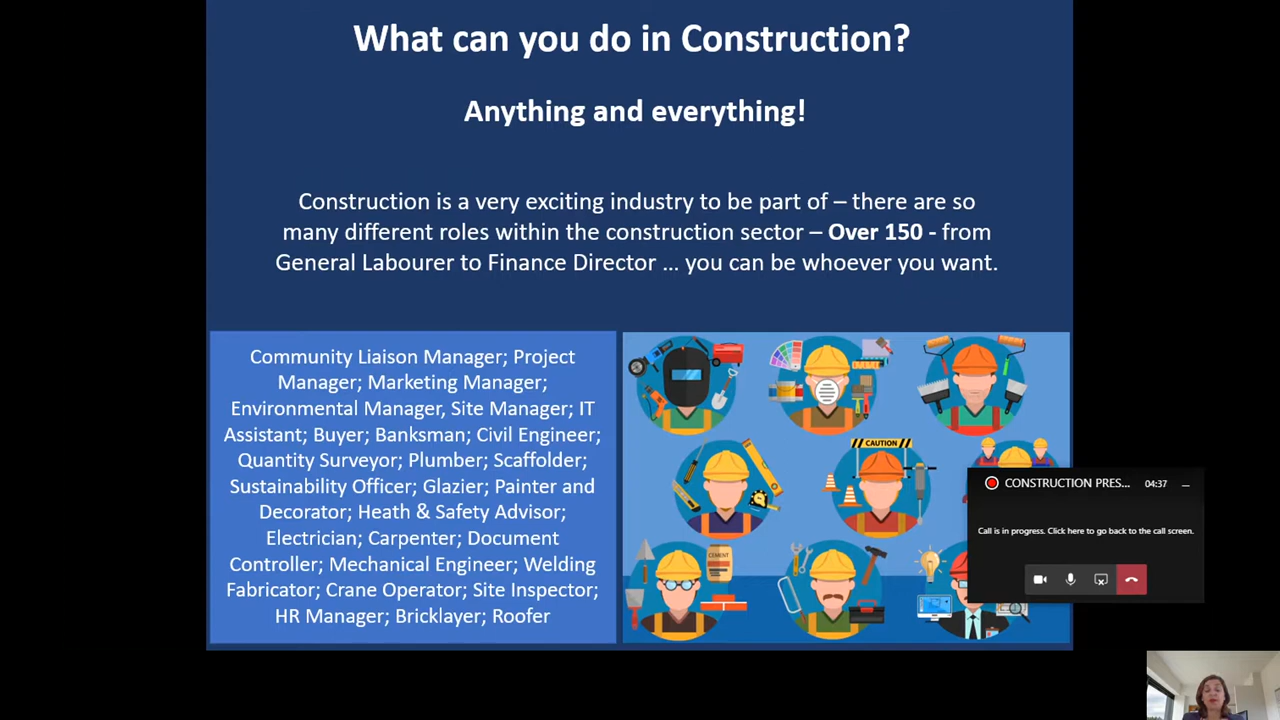 What can you do in Construction?
Anything and everything!
Construction is a very exciting industry to be part of – there are so
many different roles within the construction sector – Over 150 - from
General Labourer to Finance Director ... you can be whoever you want.
Community Liaison Manager; Project
Manager; Marketing Manager;
Environmental Manager, Site Manager; IT
Assistant; Buyer; Banksman; Civil Engineer;
Quantity Surveyor; Plumber; Scaffolder;
Sustainability Officer; Glazier; Painter and
Decorator; Heath & Safety Advisor;
Electrician; Carpenter; Document
Controller; Mechanical Engineer; Welding
Fabricator; Crane Operator; Site Inspector;
HR Manager; Bricklayer; Roofer
CAUTION
CEMENT
CONSTRUCTION PRES... 04:37
Call is in progress. Click here to go back to the call screen.